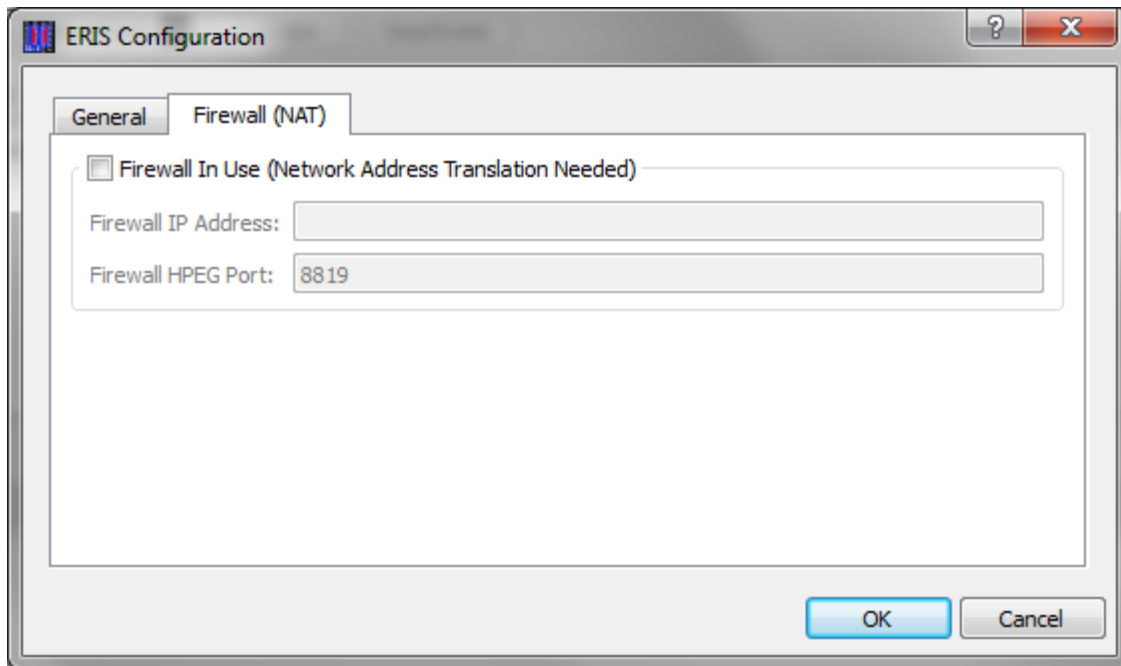 ERIS Configuration
General
Firewall (NAT)
Firewall In Use (Network Address Translation Needed)
Firewall IP Address:
Firewall HPEG Port: 8819
OK
Cancel